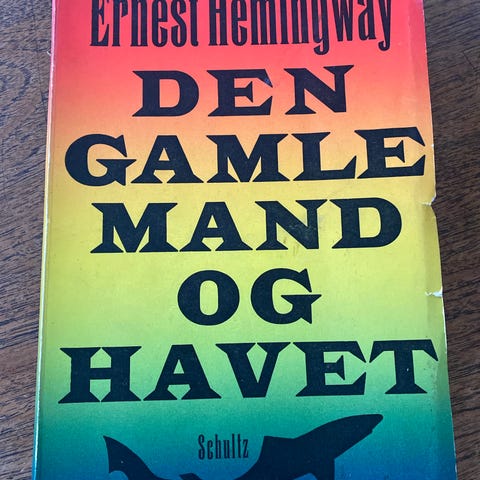 Ernest Hemingway
DEN
GAMLE
MAND
OG
HAVET
Schultz